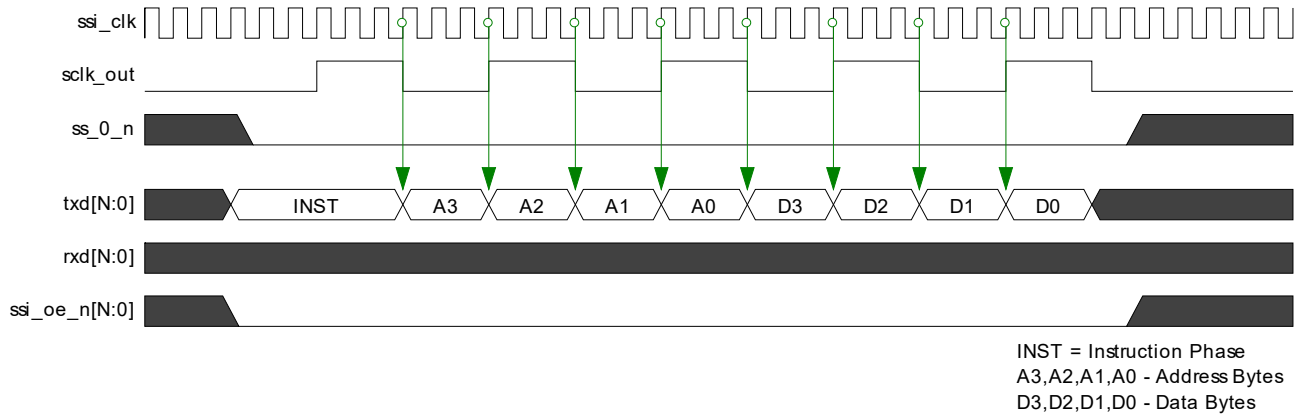 ssi_clk
sclk_out
ss_0_n
txd[N:0] INST A3 A2 A1 A0 D3 D2 D1 D0
rxd[N:0]
ssi_oe_n[N:0]
INST = Instruction Phase
A3,A2,A1,A0 - Address Bytes
D3,D2,D1,D0 - Data Bytes